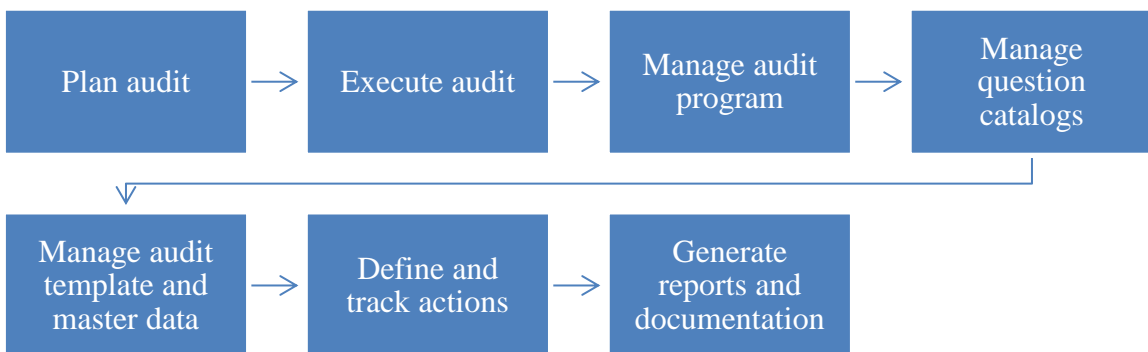 Plan audit
Execute audit
Manage audit
program
Manage
question
catalogs
Manage audit
template and
master data
Define and
track actions
Generate
reports and
documentation